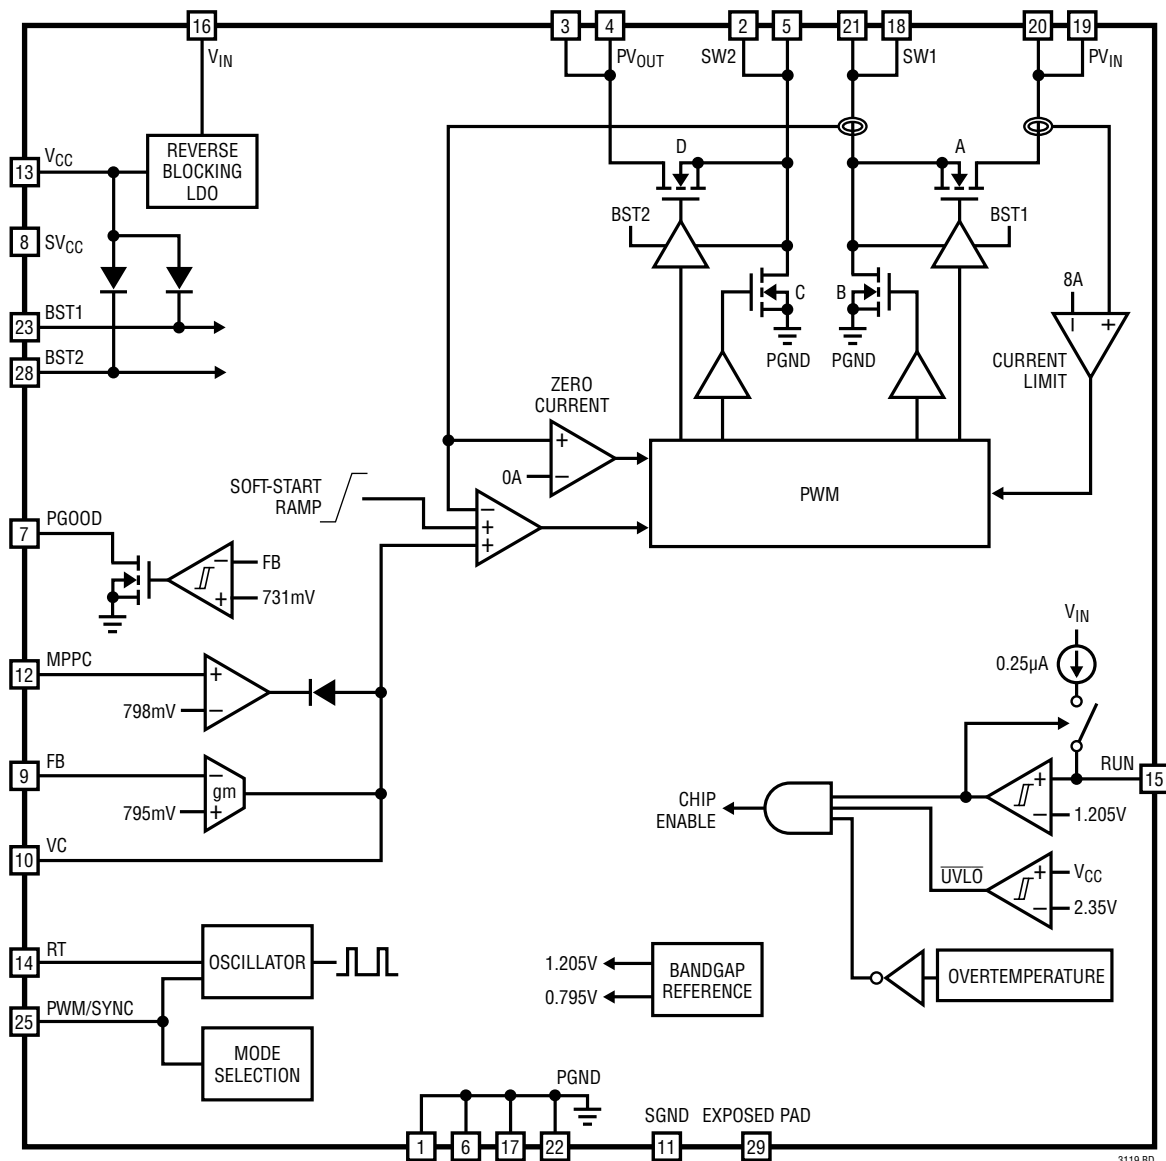 16
3
4
2
5
21
18
20
19
VIN
PVOUT
SW2
SW1
PVIN
REVERSE
BLOCKING
LDO
13
VCC
D
A
8
SVCC
BST2
BST1
C
B
8A
–
+
23
BST1
28
BST2
PGND
PGND
CURRENT
LIMIT
ZERO
CURRENT
+
0A
–
PWM
SOFT-START
RAMP
–
+
+
7
PGOOD
–
FB
+
731mV
12
MPPC
+
798mV
–
VIN
0.25µA
9
FB
–
gm
795mV
+
RUN
15
+
–
1.205V
CHIP
ENABLE
10
VC
UVLO
+
VCC
–
2.35V
14
RT
OSCILLATOR
1.205V
0.795V
BANDGAP
REFERENCE
OVERTEMPERATURE
25
PWM/SYNC
MODE
SELECTION
PGND
SGND
EXPOSED PAD
1
6
17
22
11
29
3119 BD